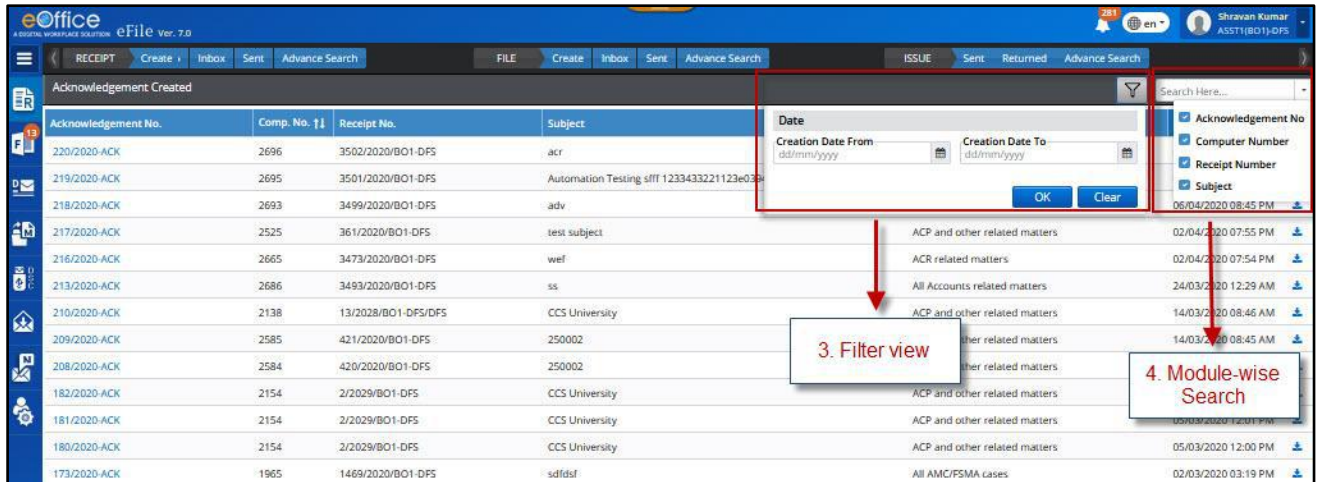 eOffice
A DIGITAL WORKPLACE SOLUTION eFile Ver. 7.0
281 en Shravan Kumar
ASST1(BO1)-DFS
RECEIPT Create Inbox Sent Advance Search FILE Create Inbox Sent Advance Search ISSUE Sent Returned Advance Search
Acknowledgement Created Search Here...
Acknowledgement No. Comp. No. Receipt No. Subject
Date
Creation Date From Creation Date To
dd/mm/yyyy dd/mm/yyyy
OK Clear
Acknowledgement No
Computer Number
Receipt Number
Subject
13
220/2020-ACK 2696 3502/2020/BO1-DFS acr
219/2020-ACK 2695 3501/2020/BO1-DFS Automation Testing sfff
218/2020-ACK 2693 3499/2020/BO1-DFS adv 06/04/2020 08:45 PM
217/2020-ACK 2525 361/2020/BO1-DFS test subject ACP and other related matters 02/04/2020 07:55 PM
216/2020-ACK 2665 3473/2020/BO1-DFS wef ACR related matters 02/04/2020 07:54 PM
213/2020-ACK 2686 3493/2020/BO1-DFS ss All Accounts related matters 24/03/2020 12:29 AM
210/2020-ACK 2138 13/2028/BO1-DFS/DFS CCS University ACP and other related matters 14/03/2020 08:46 AM
209/2020-ACK 2585 421/2020/BO1-DFS 250002 other related matters 14/03/2020 08:45 AM
208/2020-ACK 2584 420/2020/BO1-DFS 250002 other related matters
182/2020-ACK 2154 2/2029/BO1-DFS CCS University ACP and other related matters
181/2020-ACK 2154 2/2029/BO1-DFS CCS University ACP and other related matters 05/03/2020 12:01 PM
180/2020-ACK 2154 2/2029/BO1-DFS CCS University ACP and other related matters 05/03/2020 12:00 PM
173/2020-ACK 1965 1469/2020/BO1-DFS sdfdsf All AMC/FSMA cases 02/03/2020 03:19 PM
3. Filter view
4. Module-wise
Search